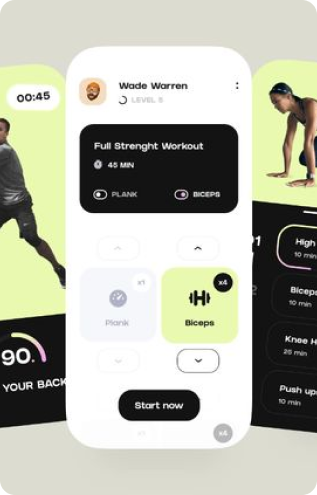 00:45
Wade Warren
LEVEL 5
Full Strenght Workout
45 MIN
PLANK
BICEPS
x1
x4
Plank
Biceps
Start now
x1
x4
90.
YOUR BACK
High
10 min
Biceps
10 min
Knee H
25 min
Push up
10 min